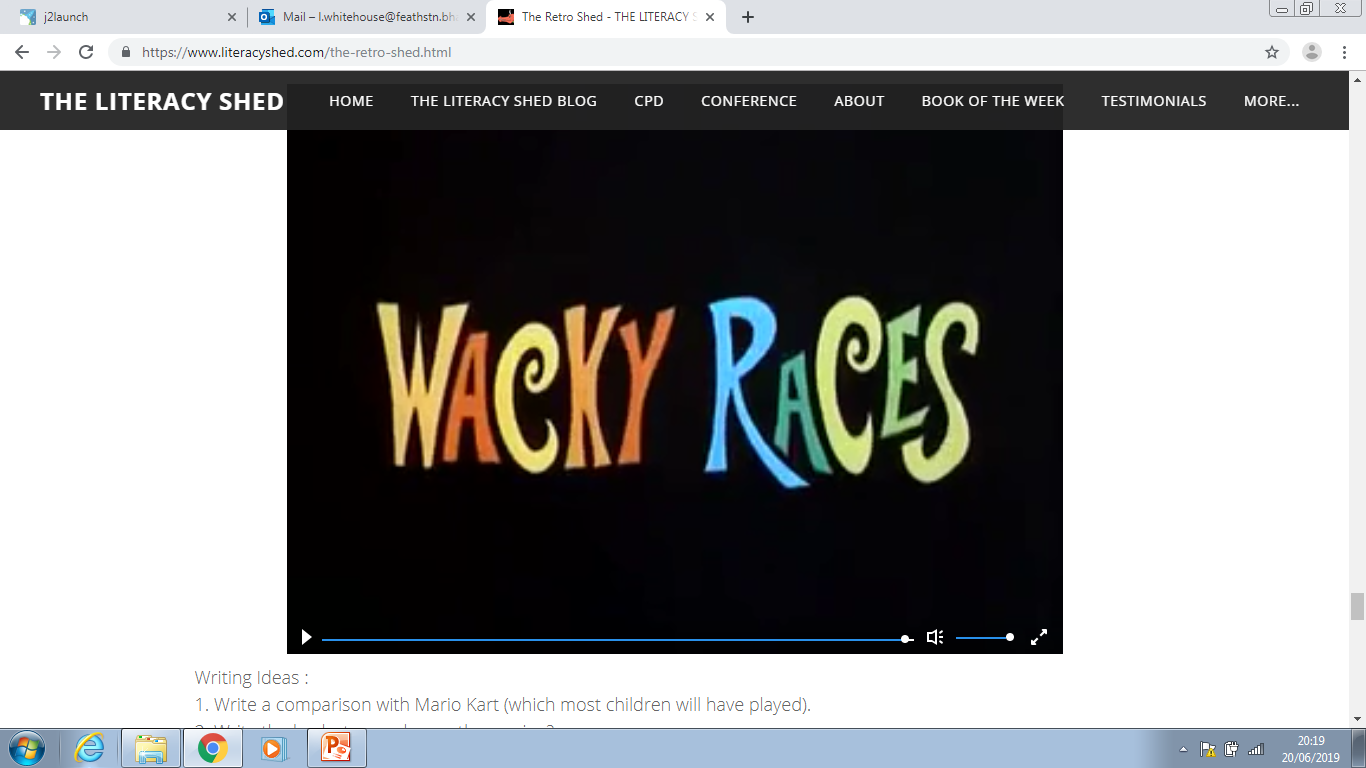 j2launch
Mail – l.whitehouse@feathstn.bh
The Retro Shed - THE LITERACY S
https://www.literacyshed.com/the-retro-shed.html
THE LITERACY SHED
HOME
THE LITERACY SHED BLOG
CPD
CONFERENCE
ABOUT
BOOK OF THE WEEK
TESTIMONIALS
MORE...
WACKY RACES
Writing Ideas :
1. Write a comparison with Mario Kart (which most children will have played).
20:19
20/06/2019